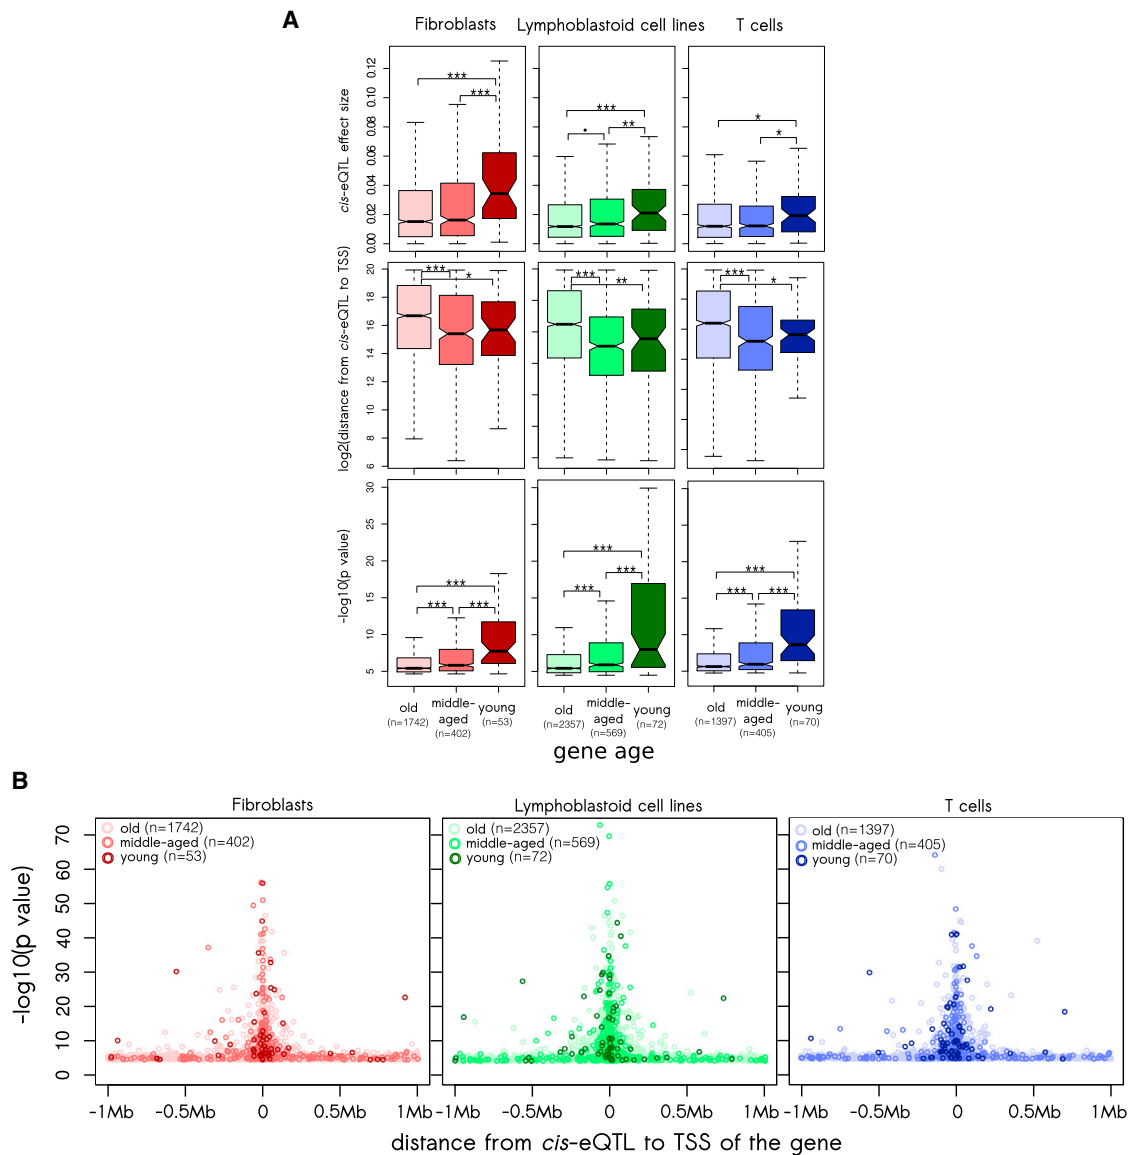 A
Fibroblasts Lymphoblastoid cell lines T cells
cis-eQTL effect size
0.12
0.10
0.08
0.06
0.04
0.02
0.00
*** ***
*** • **
* *
log2(distance from cis-eQTL to TSS)
20
18
16
14
12
10
8
6
*** *
*** **
*** *
-log10(p value)
30
25
20
15
10
5
*** *** ***
*** *** ***
*** *** ***
old (n=1742) middle-aged (n=402) young (n=53)
old (n=2357) middle-aged (n=569) young (n=72)
old (n=1397) middle-aged (n=405) young (n=70)
gene age
B
Fibroblasts Lymphoblastoid cell lines T cells
-log10(p value)
70
60
50
40
30
20
10
0
old (n=1742)
middle-aged (n=402)
young (n=53)
old (n=2357)
middle-aged (n=569)
young (n=72)
old (n=1397)
middle-aged (n=405)
young (n=70)
-1Mb -0.5Mb 0 0.5Mb 1Mb
-1Mb -0.5Mb 0 0.5Mb 1Mb
-1Mb -0.5Mb 0 0.5Mb 1Mb
distance from cis-eQTL to TSS of the gene